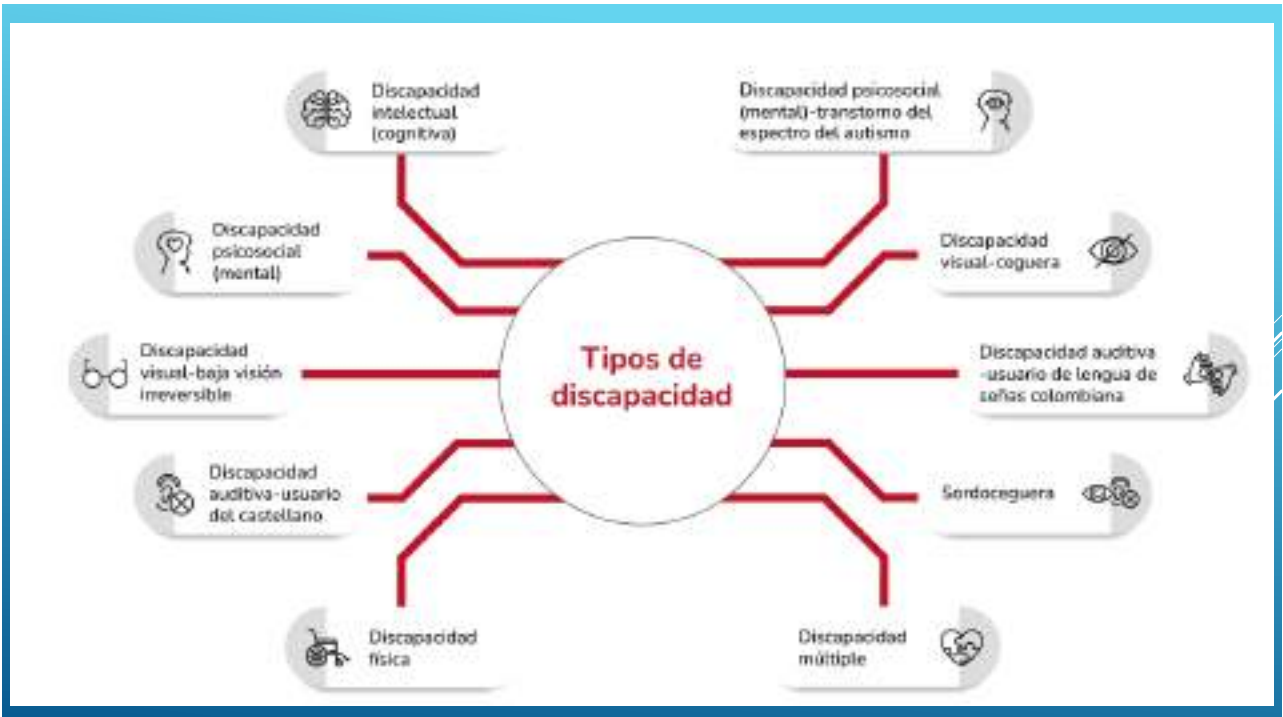 Discapacidad
intelectual
(cognitiva)
Discapacidad psicosocial
(mental)-transtorno del
espectro del autismo
Discapacidad
psicosocial
(mental)
Discapacidad
visual-ceguera
Discapacidad
visual-baja visión
irreversible
Tipos de
discapacidad
Discapacidad auditiva
-usuario de lengua de
señas colombiana
Discapacidad
auditiva-usuario
del castellano
Sordoceguera
Discapacidad
física
Discapacidad
múltiple